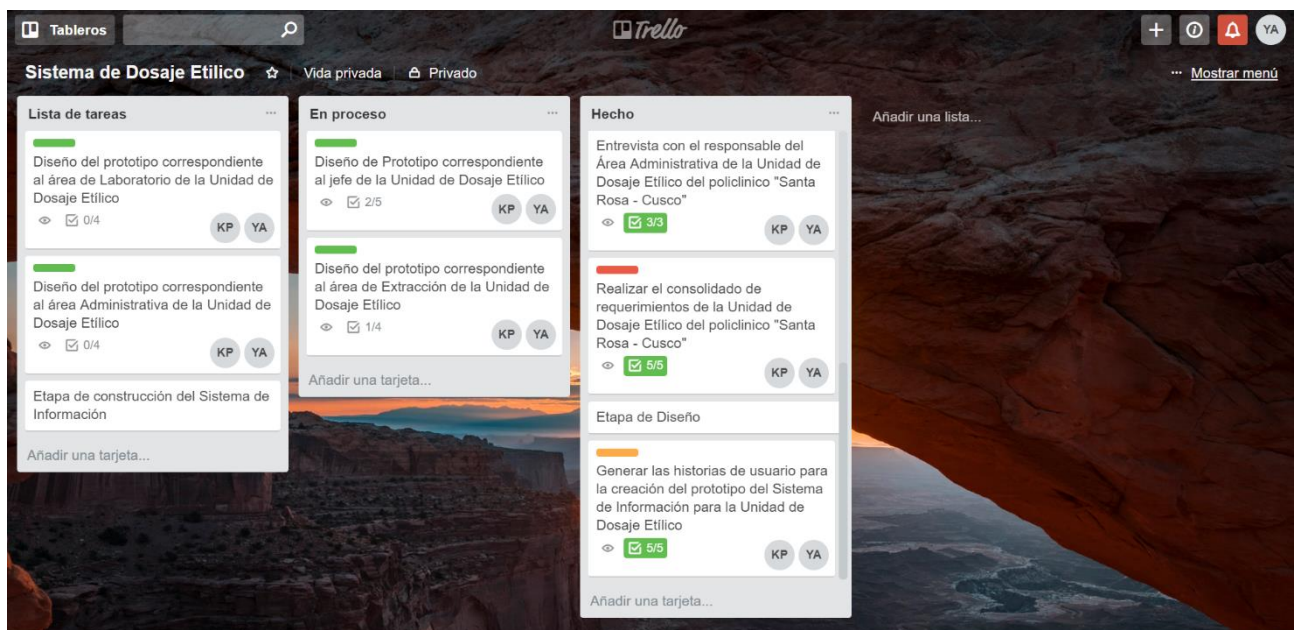 Tableros
Trello
YA
Sistema de Dosaje Etilico
Vida privada
Privado
... Mostrar menú
Lista de tareas
Diseño del prototipo correspondiente
al área de Laboratorio de la Unidad de
Dosaje Etílico
0/4
KP YA
Diseño del prototipo correspondiente
al área Administrativa de la Unidad de
Dosaje Etílico
0/4
KP YA
Etapa de construcción del Sistema de
Información
Añadir una tarjeta...
En proceso
Diseño de Prototipo correspondiente
al jefe de la Unidad de Dosaje Etílico
2/5
KP YA
Diseño del prototipo correspondiente
al área de Extracción de la Unidad de
Dosaje Etílico
1/4
KP YA
Añadir una tarjeta...
Hecho
Entrevista con el responsable del
Área Administrativa de la Unidad de
Dosaje Etílico del policlinico "Santa
Rosa - Cusco"
3/3
KP YA
Realizar el consolidado de
requerimientos de la Unidad de
Dosaje Etílico del policlinico "Santa
Rosa - Cusco"
5/5
KP YA
Etapa de Diseño
Generar las historias de usuario para
la creación del prototipo del Sistema
de Información para la Unidad de
Dosaje Etílico
5/5
KP YA
Añadir una tarjeta...
Añadir una lista...